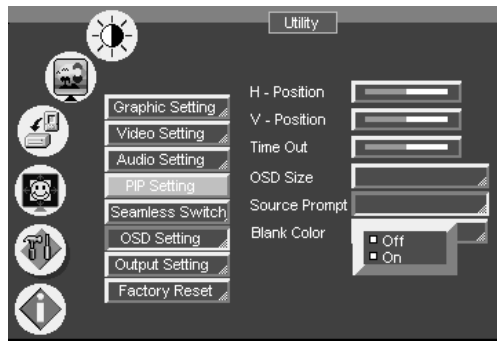 Utility
Graphic Setting
Video Setting
Audio Setting
PIP Setting
Seamless Switch
OSD Setting
Output Setting
Factory Reset
H - Position
V - Position
Time Out
OSD Size
Source Prompt
Blank Color
Off
On